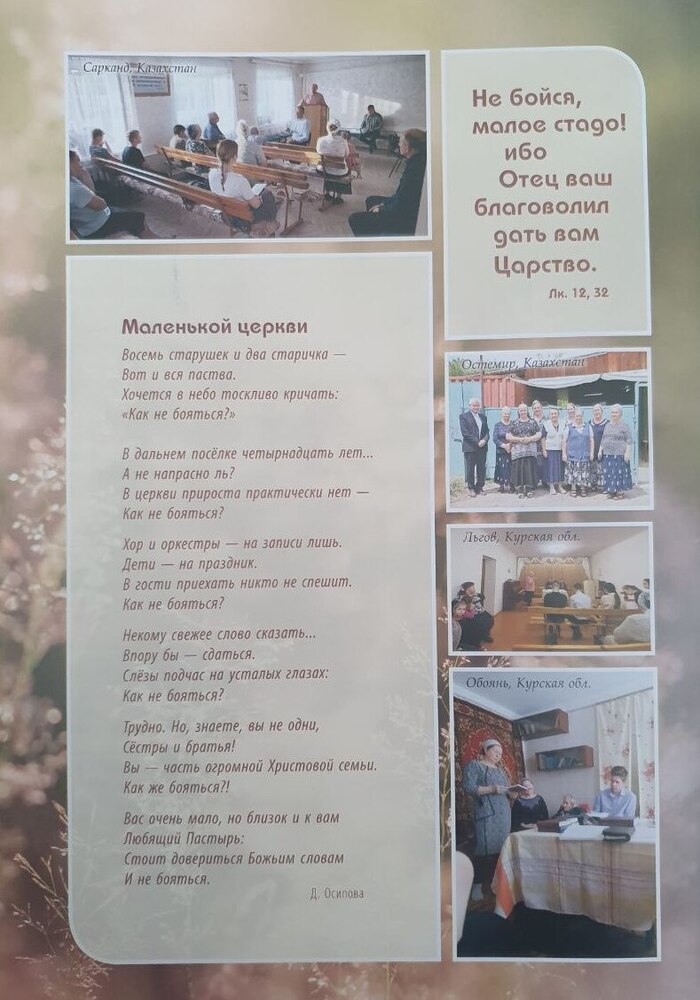 Сарканд, Казахстан
Не бойся,
малое стадо!
ибо
Отец ваш
благоволил
дать вам
Царство.
Лк. 12, 32
Маленькой церкви
Восемь старушек и два старичка —
Вот и вся паства.
Хочется в небо тоскливо кричать:
«Как не бояться?»
В дальнем посёлке четырнадцать лет...
А не напрасно ль?
В церкви прироста практически нет —
Как не бояться?
Хор и оркестры — на записи лишь.
Дети — на праздник.
В гости приехать никто не спешит.
Как не бояться?
Некому свежее слово сказать...
Впору бы — сдаться.
Слёзы подчас на усталых глазах:
Как не бояться?
Трудно. Но, знаете, вы не одни,
Сёстры и братья!
Вы — часть огромной Христовой семьи.
Как же бояться?!
Вас очень мало, но близок и к вам
Любящий Пастырь:
Стоит довериться Божьим словам
И не бояться.
Д. Осипова
Остемир, Казахстан
Льгов, Курская обл.
Обоянь, Курская обл.